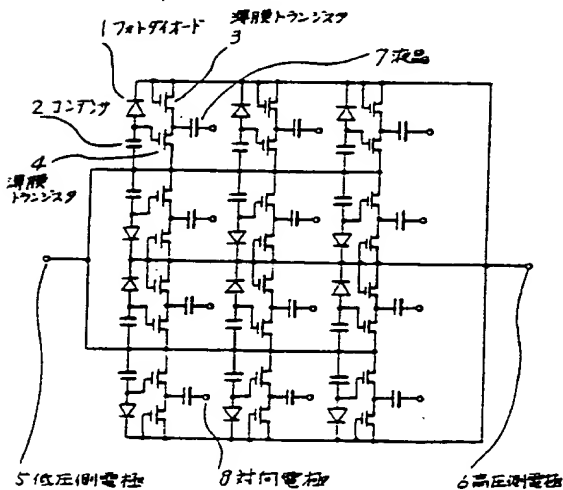 1 フォトダイオード
薄膜トランジスタ
3
7 液晶
2 コンデンサ
4
薄膜
トランジスタ
5 低圧側電極
8 対向電極
6 高圧側電極